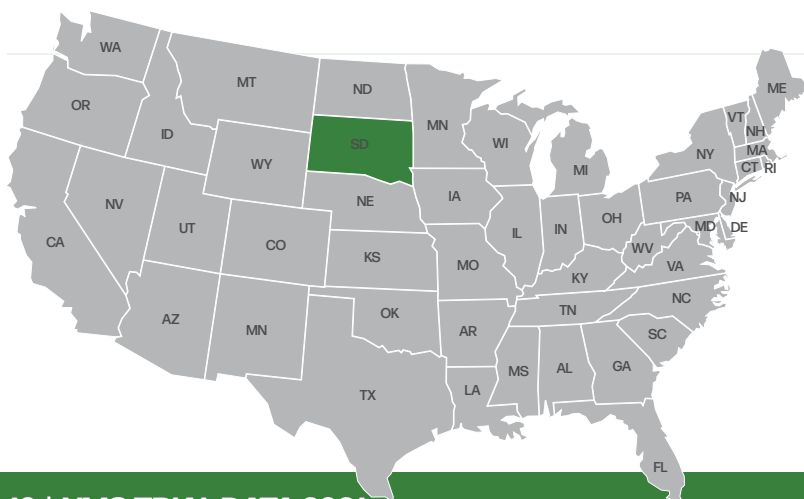 WA
MT
ND
MN
ME
OR
ID
SD
WI
VT
NH
WY
MI
NY
MA
CT
RI
NV
NE
IA
PA
NJ
UT
CO
IL
IN
OH
MD
DE
CA
KS
MO
WV
VA
KY
AZ
MN
OK
AR
TN
NC
SC
TX
LA
MS
AL
GA
FL
TRIAL DATA